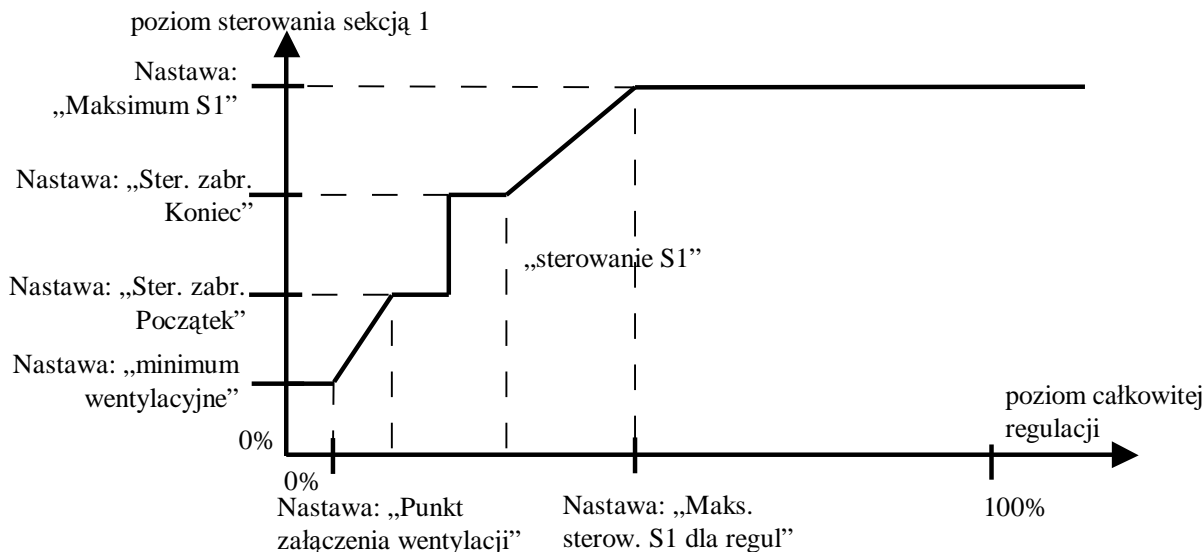 poziom sterowania sekcją 1
Nastawa:
„Maksimum S1”
Nastawa: „Ster. zabr.
Koniec”
„sterowanie S1”
Nastawa: „Ster. zabr.
Początek”
Nastawa: „minimum
wentylacyjne”
poziom całkowitej
regulacji
0%
0%
100%
Nastawa: „Punkt
załączenia wentylacji”
Nastawa: „Maks.
sterow. S1 dla regul”